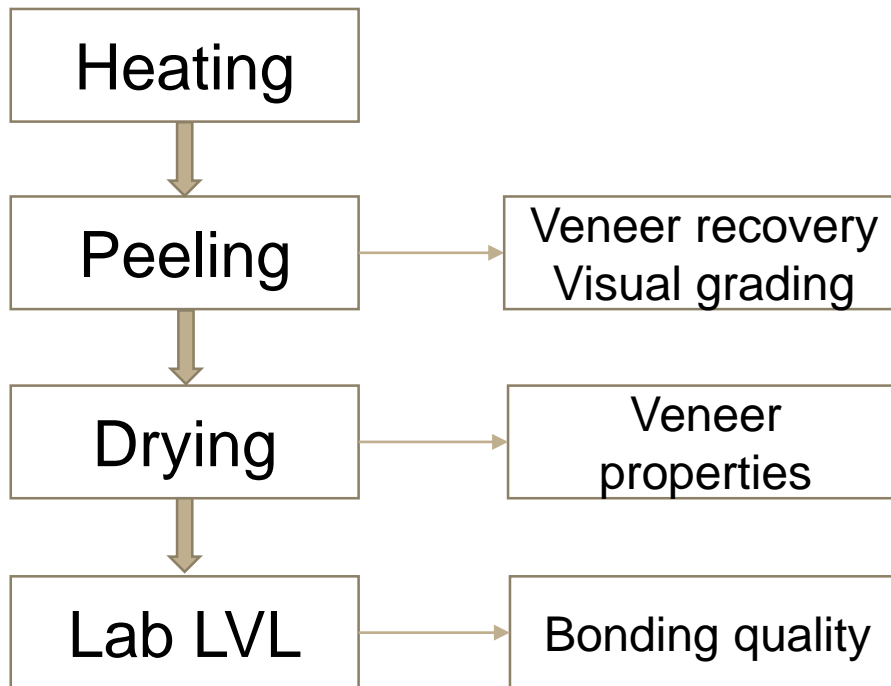 Heating
Peeling
Veneer recovery
Visual grading
Drying
Veneer
properties
Lab LVL
Bonding quality